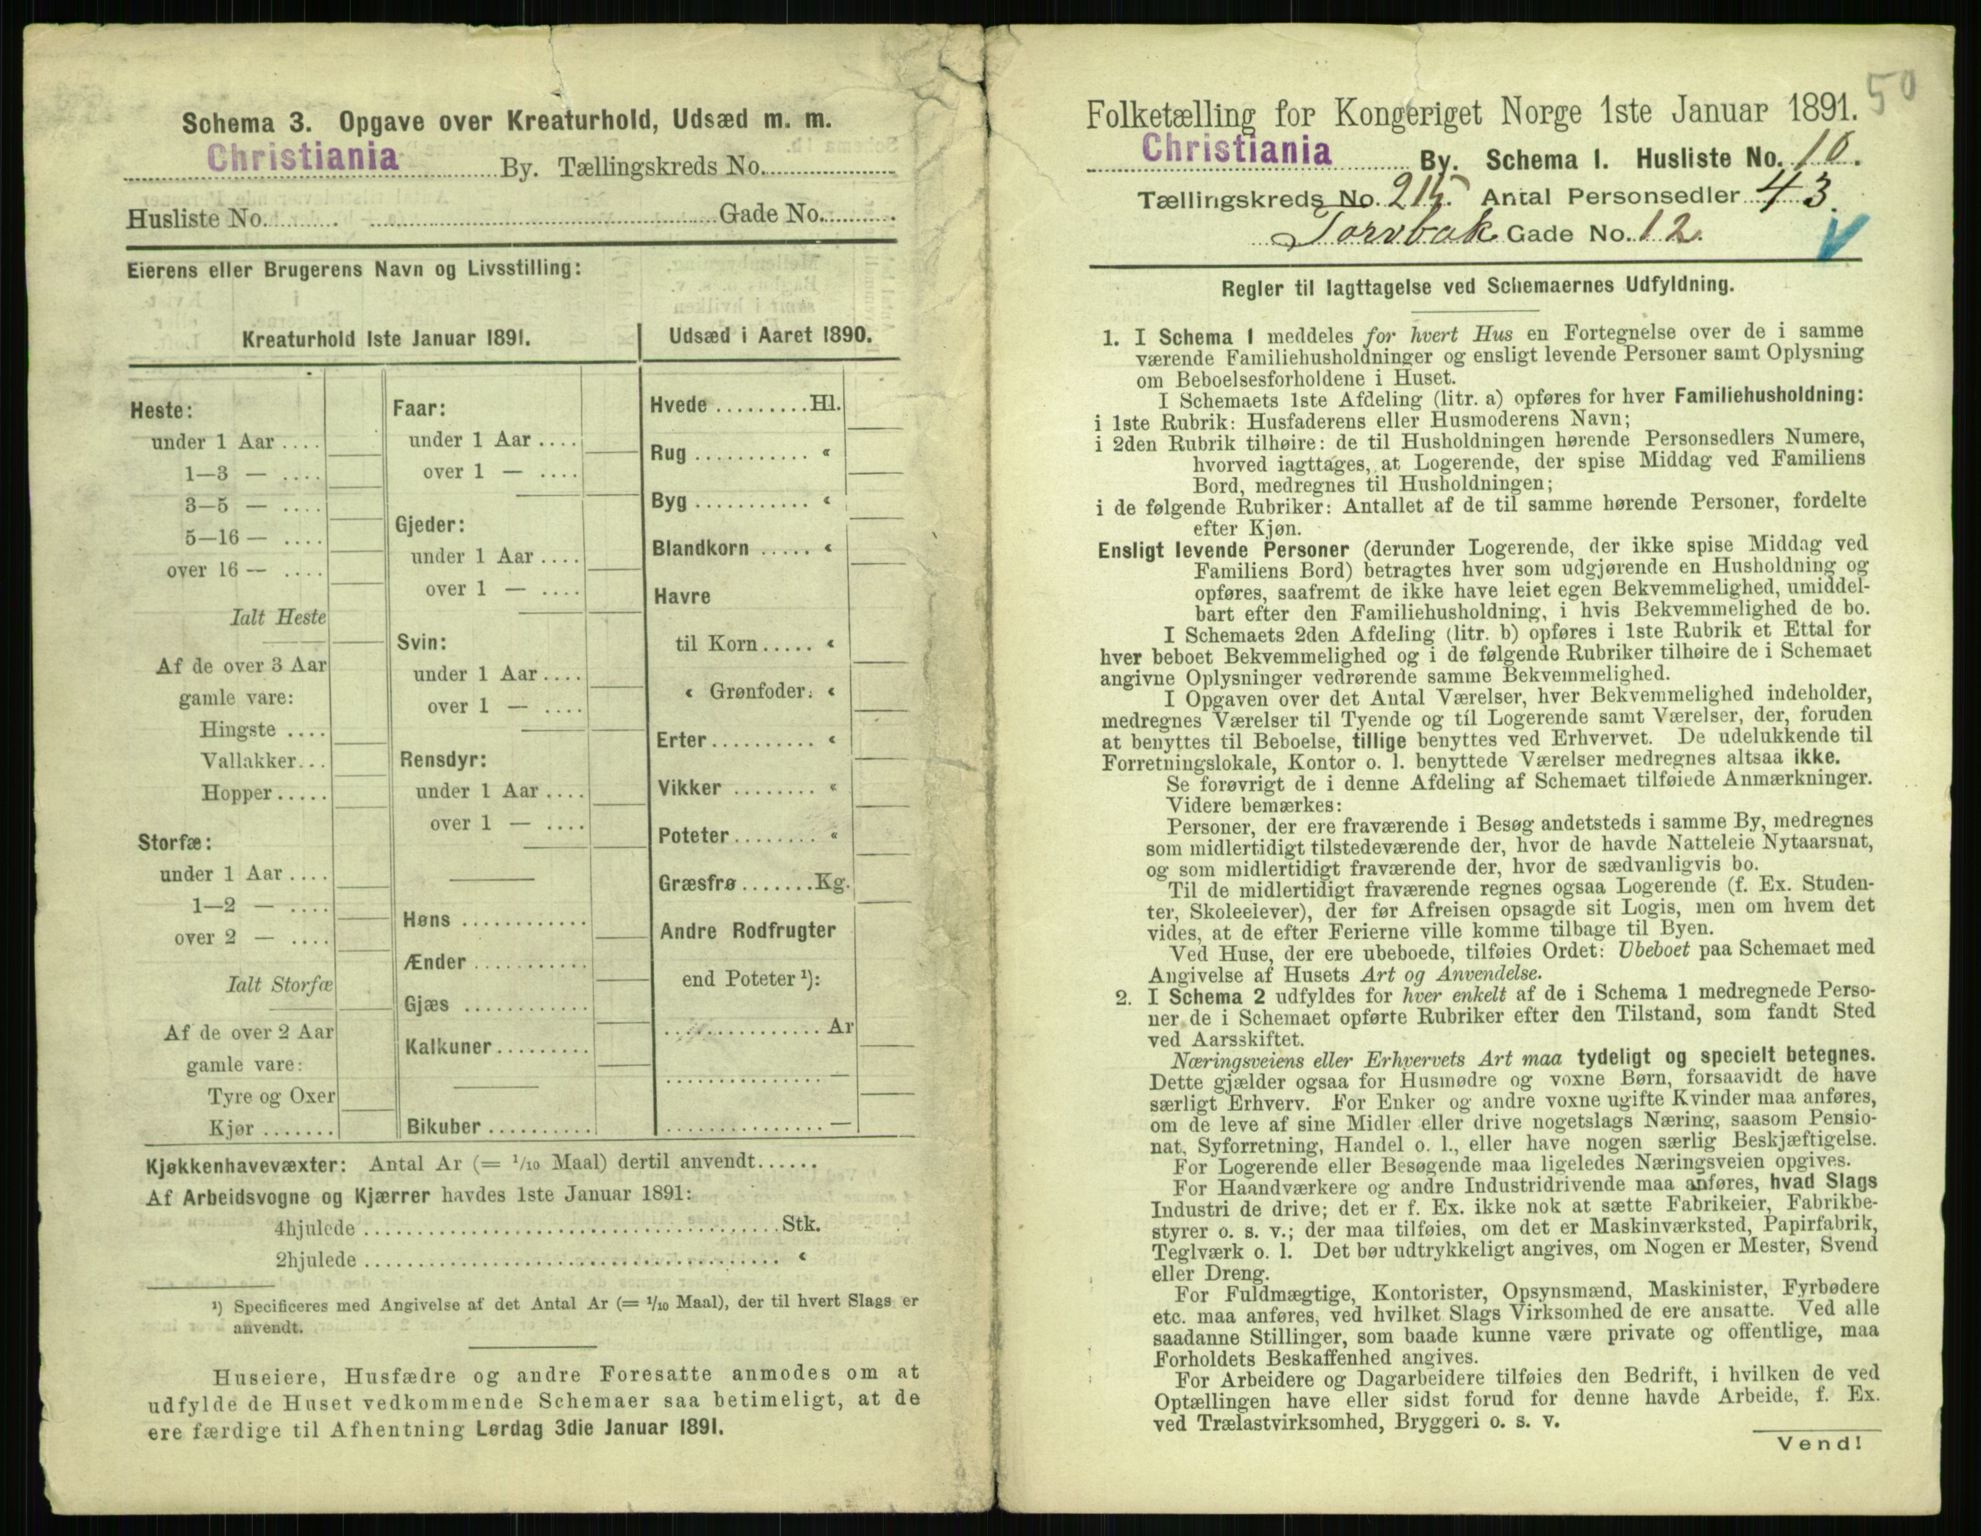 Schema 3. Opgave over Kreaturhold, Udsæd m. m.
Christiania By. Tællingskreds No.
Husliste No. Gade No.
Eierens eller Brugerens Navn og Livsstilling:
Kreaturhold 1ste Januar 1891.
Heste:
under 1 Aar ....
1—3 — ....
3—5 — ....
5—16 — ....
over 16 — ....
Ialt Heste
Af de over 3 Aar
gamle vare:
Hingste ....
Vallakker...
Hopper.....
Storfæ:
under 1 Aar ....
1—2 — ....
over 2 — ....
Ialt Storfæ
Af de over 2 Aar
gamle vare:
Tyre og Oxer
Kjør.......
Faar:
under 1 Aar ....
over 1 — ....
Gjeder:
under 1 Aar ....
over 1 — ....
Svin:
under 1 Aar ....
over 1 — ....
Rensdyr:
under 1 Aar ....
over 1 — ....
Høns ............
Ænder ...........
Gjæs ............
Kalkuner.........
Bikuber ..........
Udsæd i Aaret 1890.
Hvede .........Hl.
Rug ........... «
Byg ........... «
Blandkorn ..... «
Havre
til Korn..... «
« Grønfoder. «
Erter.......... «
Vikker ........ «
Poteter........ «
Græsfrø.......Kg.
Andre Rodfrugter
end Poteter ¹):
............... Ar
............... —
............... —
Kjøkkenhavevæxter: Antal Ar (= 1/10 Maal) dertil anvendt......
Af Arbeidsvogne og Kjærrer havdes 1ste Januar 1891:
4hjulede ........................................Stk.
2hjulede ........................................ «
¹) Specificeres med Angivelse af det Antal Ar (= 1/10 Maal), der til hvert Slags er
anvendt.
Huseiere, Husfædre og andre Foresatte anmodes om at
udfylde de Huset vedkommende Schemaer saa betimeligt, at de
ere færdige til Afhentning Lørdag 3die Januar 1891.
50
Folketælling for Kongeriget Norge 1ste Januar 1891.
Christiania By. Schema 1. Husliste No. 10.
Tællingskreds No. 215. Antal Personsedler 43.
Torvbak Gade No. 12.
Regler til Iagttagelse ved Schemaernes Udfyldning.
1. I Schema 1 meddeles for hvert Hus en Fortegnelse over de i samme
værende Familiehusholdninger og ensligt levende Personer samt Oplysning
om Beboelsesforholdene i Huset.
I Schemaets 1ste Afdeling (litr. a) opføres for hver Familiehusholdning:
i 1ste Rubrik: Husfaderens eller Husmoderens Navn;
i 2den Rubrik tilhøire: de til Husholdningen hørende Personsedlers Numere,
hvorved iagttages, at Logerende, der spise Middag ved Familiens
Bord, medregnes til Husholdningen;
i de følgende Rubriker: Antallet af de til samme hørende Personer, fordelte
efter Kjøn.
Ensligt levende Personer (derunder Logerende, der ikke spise Middag ved
Familiens Bord) betragtes hver som udgjørende en Husholdning og
opføres, saafremt de ikke have leiet egen Bekvemmelighed, umiddel-
bart efter den Familiehusholdning, i hvis Bekvemmelighed de bo.
I Schemaets 2den Afdeling (litr. b) opføres i 1ste Rubrik et Ettal for
hver beboet Bekvemmelighed og i de følgende Rubriker tilhøire de i Schemaet
angivne Oplysninger vedrørende samme Bekvemmelighed.
I Opgaven over det Antal Værelser, hver Bekvemmelighed indeholder,
medregnes Værelser til Tyende og til Logerende samt Værelser, der, foruden
at benyttes til Beboelse, tillige benyttes ved Erhvervet. De udelukkende til
Forretningslokale, Kontor o. l. benyttede Værelser medregnes altsaa ikke.
Se forøvrigt de i denne Afdeling af Schemaet tilføiede Anmærkninger.
Videre bemærkes:
Personer, der ere fraværende i Besøg andetsteds i samme By, medregnes
som midlertidigt tilstedeværende der, hvor de havde Natteleie Nytaarsnat,
og som midlertidigt fraværende der, hvor de sædvanligvis bo.
Til de midlertidigt fraværende regnes ogsaa Logerende (f. Ex. Studen-
ter, Skoleelever), der før Afreisen opsagde sit Logis, men om hvem det
vides, at de efter Ferierne ville komme tilbage til Byen.
Ved Huse, der ere ubeboede, tilføies Ordet: Ubeboet paa Schemaet med
Angivelse af Husets Art og Anvendelse.
2. I Schema 2 udfyldes for hver enkelt af de i Schema 1 medregnede Perso-
ner de i Schemaet opførte Rubriker efter den Tilstand, som fandt Sted
ved Aarsskiftet.
Næringsveiens eller Erhvervets Art maa tydeligt og specielt betegnes.
Dette gjælder ogsaa for Husmødre og voxne Børn, forsaavidt de have
særligt Erhverv. For Enker og andre voxne ugifte Kvinder maa anføres,
om de leve af sine Midler eller drive nogetslags Næring, saasom Pensio-
nat, Syforretning, Handel o. l., eller have nogen særlig Beskjæftigelse.
For Logerende eller Besøgende maa ligeledes Næringsveien opgives.
For Haandværkere og andre Industridrivende maa anføres, hvad Slags
Industri de drive; det er f. Ex. ikke nok at sætte Fabrikeier, Fabrikbe-
styrer o. s. v.; der maa tilføies, om det er Maskinværksted, Papirfabrik,
Teglværk o. l. Det bør udtrykkeligt angives, om Nogen er Mester, Svend
eller Dreng.
For Fuldmægtige, Kontorister, Opsynsmænd, Maskinister, Fyrbødere
etc. maa anføres, ved hvilket Slags Virksomhed de ere ansatte. Ved alle
saadanne Stillinger, som baade kunne være private og offentlige, maa
Forholdets Beskaffenhed angives.
For Arbeidere og Dagarbeidere tilføies den Bedrift, i hvilken de ved
Optællingen have eller sidst forud for denne havde Arbeide, f. Ex.
ved Trælastvirksomhed, Bryggeri o. s. v.
Vend!